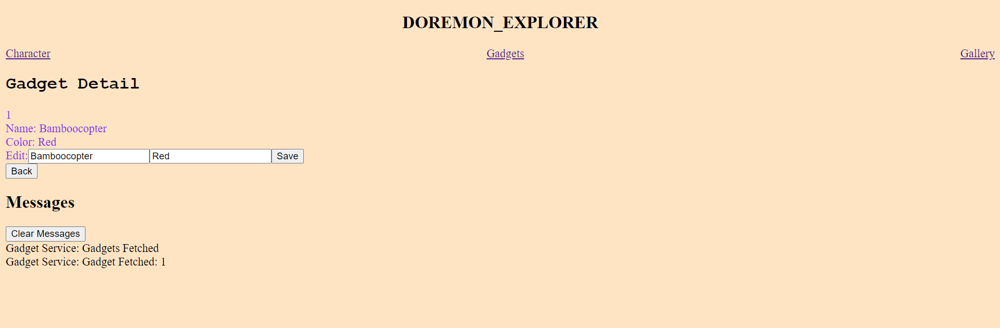 DOREMON_EXPLORER
Character Gadgets Gallery
Gadget Detail
1
Name: Bamboocopter
Color: Red
Edit: Bamboocopter Red Save
Back
Messages
Clear Messages
Gadget Service: Gadgets Fetched
Gadget Service: Gadget Fetched: 1